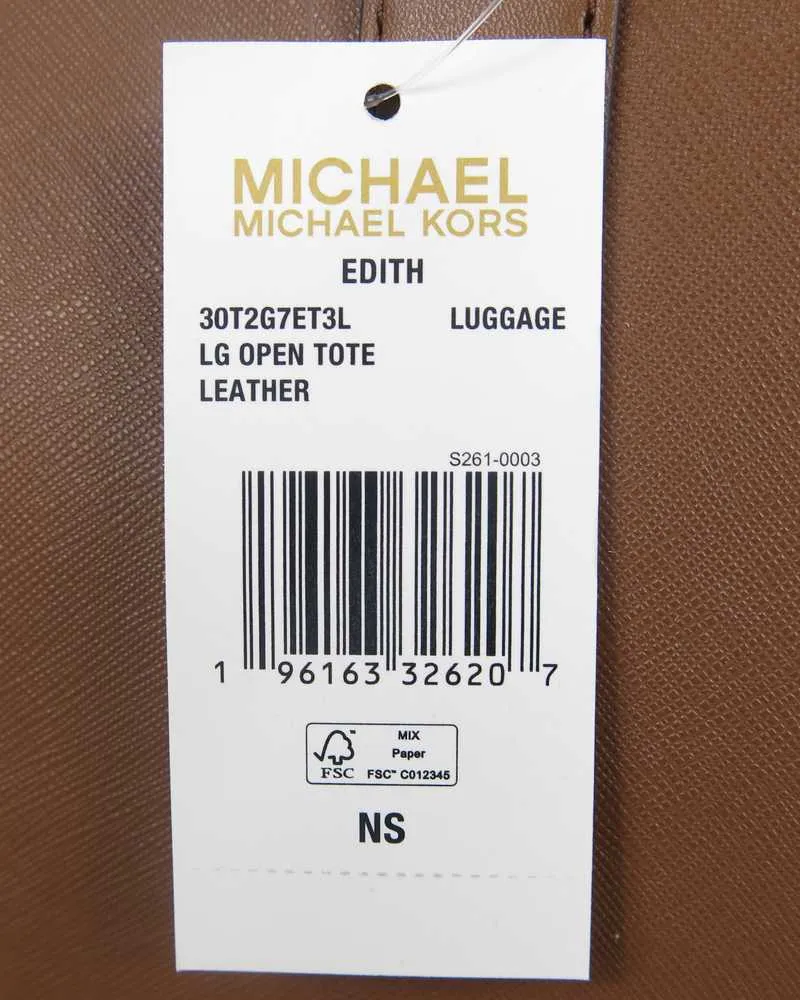 MICHAEL
MICHAEL KORS
EDITH
30T2G7ET3L LUGGAGE
LG OPEN TOTE
LEATHER
S261-0003
1 96163 32620 7
FSC™
MIX
Paper
FSC™ C012345
NS